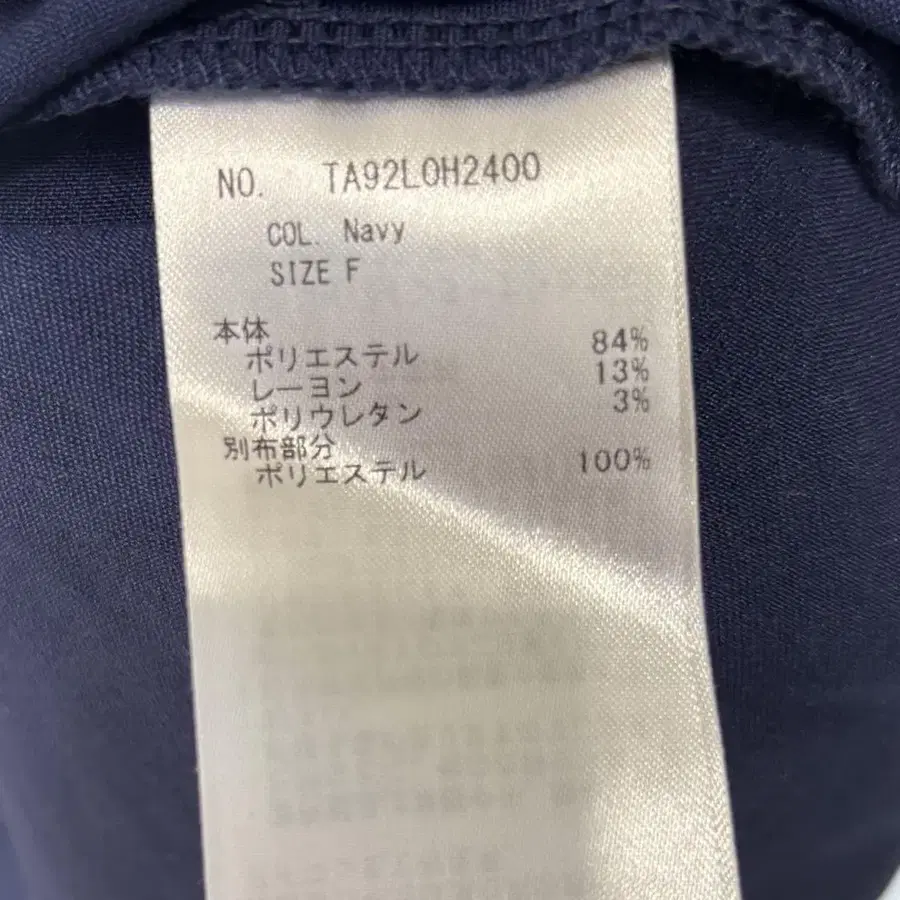 NO. TA92L0H2400
COL. Navy
SIZE F
本体
ポリエステル 84%
レーヨン 13%
ポリウレタン 3%
別布部分
ポリエステル 100%